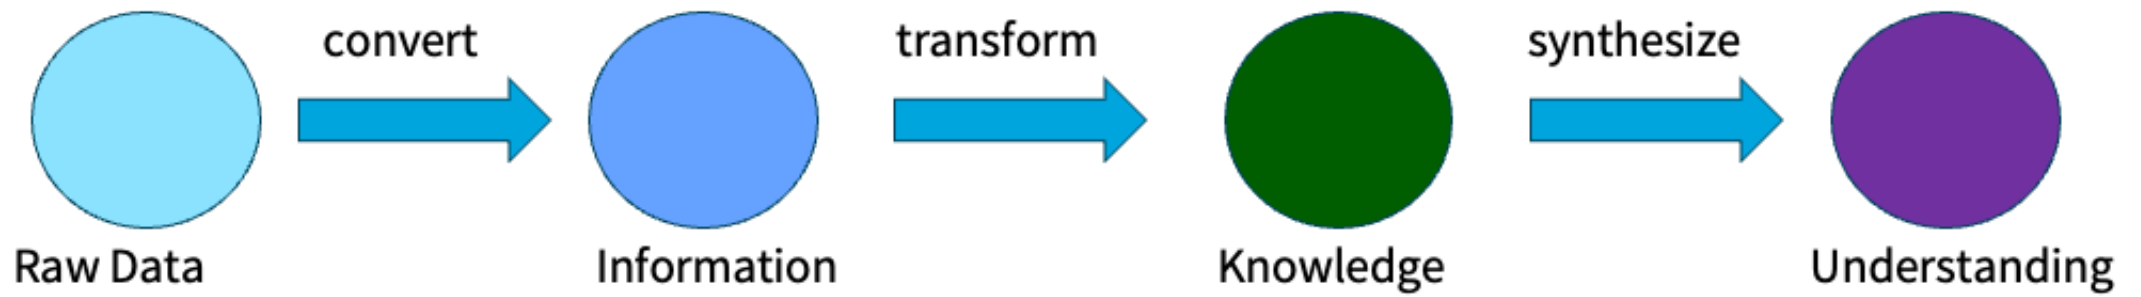 convert
transform
synthesize
Raw Data
Information
Knowledge
Understanding